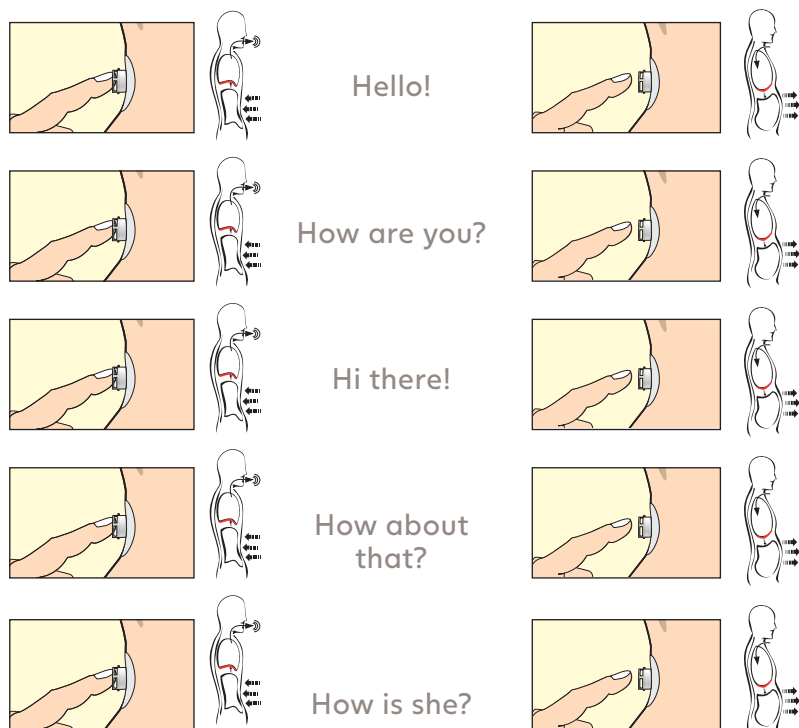 Hello!
How are you?
Hi there!
How about
that?
How is she?